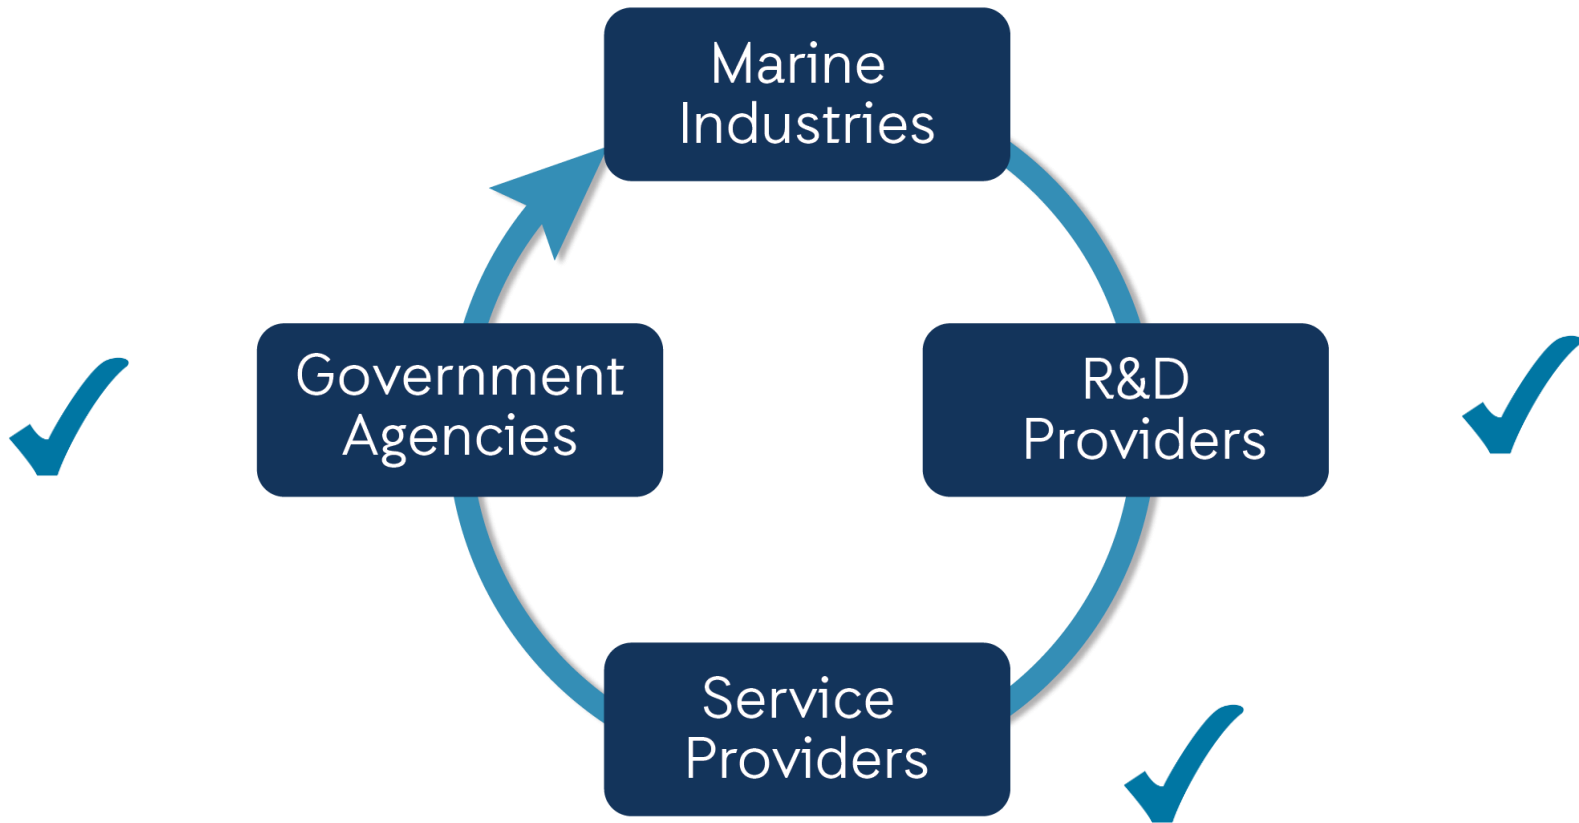 Marine
Industries
Government
Agencies
R&D
Providers
Service
Providers